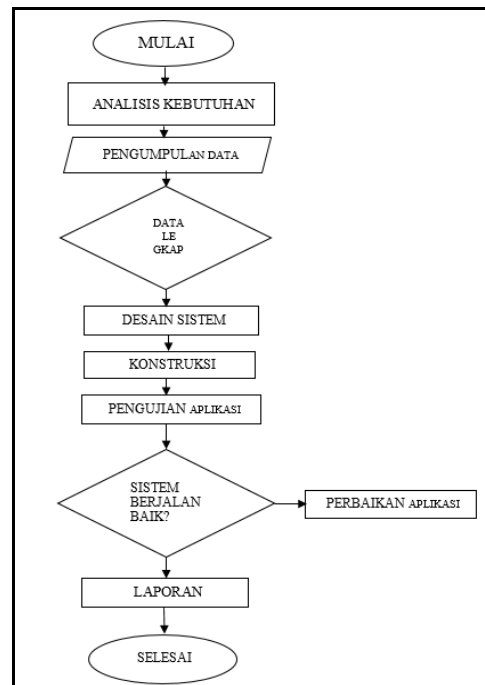 MULAI
ANALISIS KEBUTUHAN
PENGUMPULAN DATA
DATA
LE
GKAP
DESAIN SISTEM
KONSTRUKSI
PENGUJIAN APLIKASI
SISTEM
BERJALAN
BAIK?
PERBAIKAN APLIKASI
LAPORAN
SELESAI